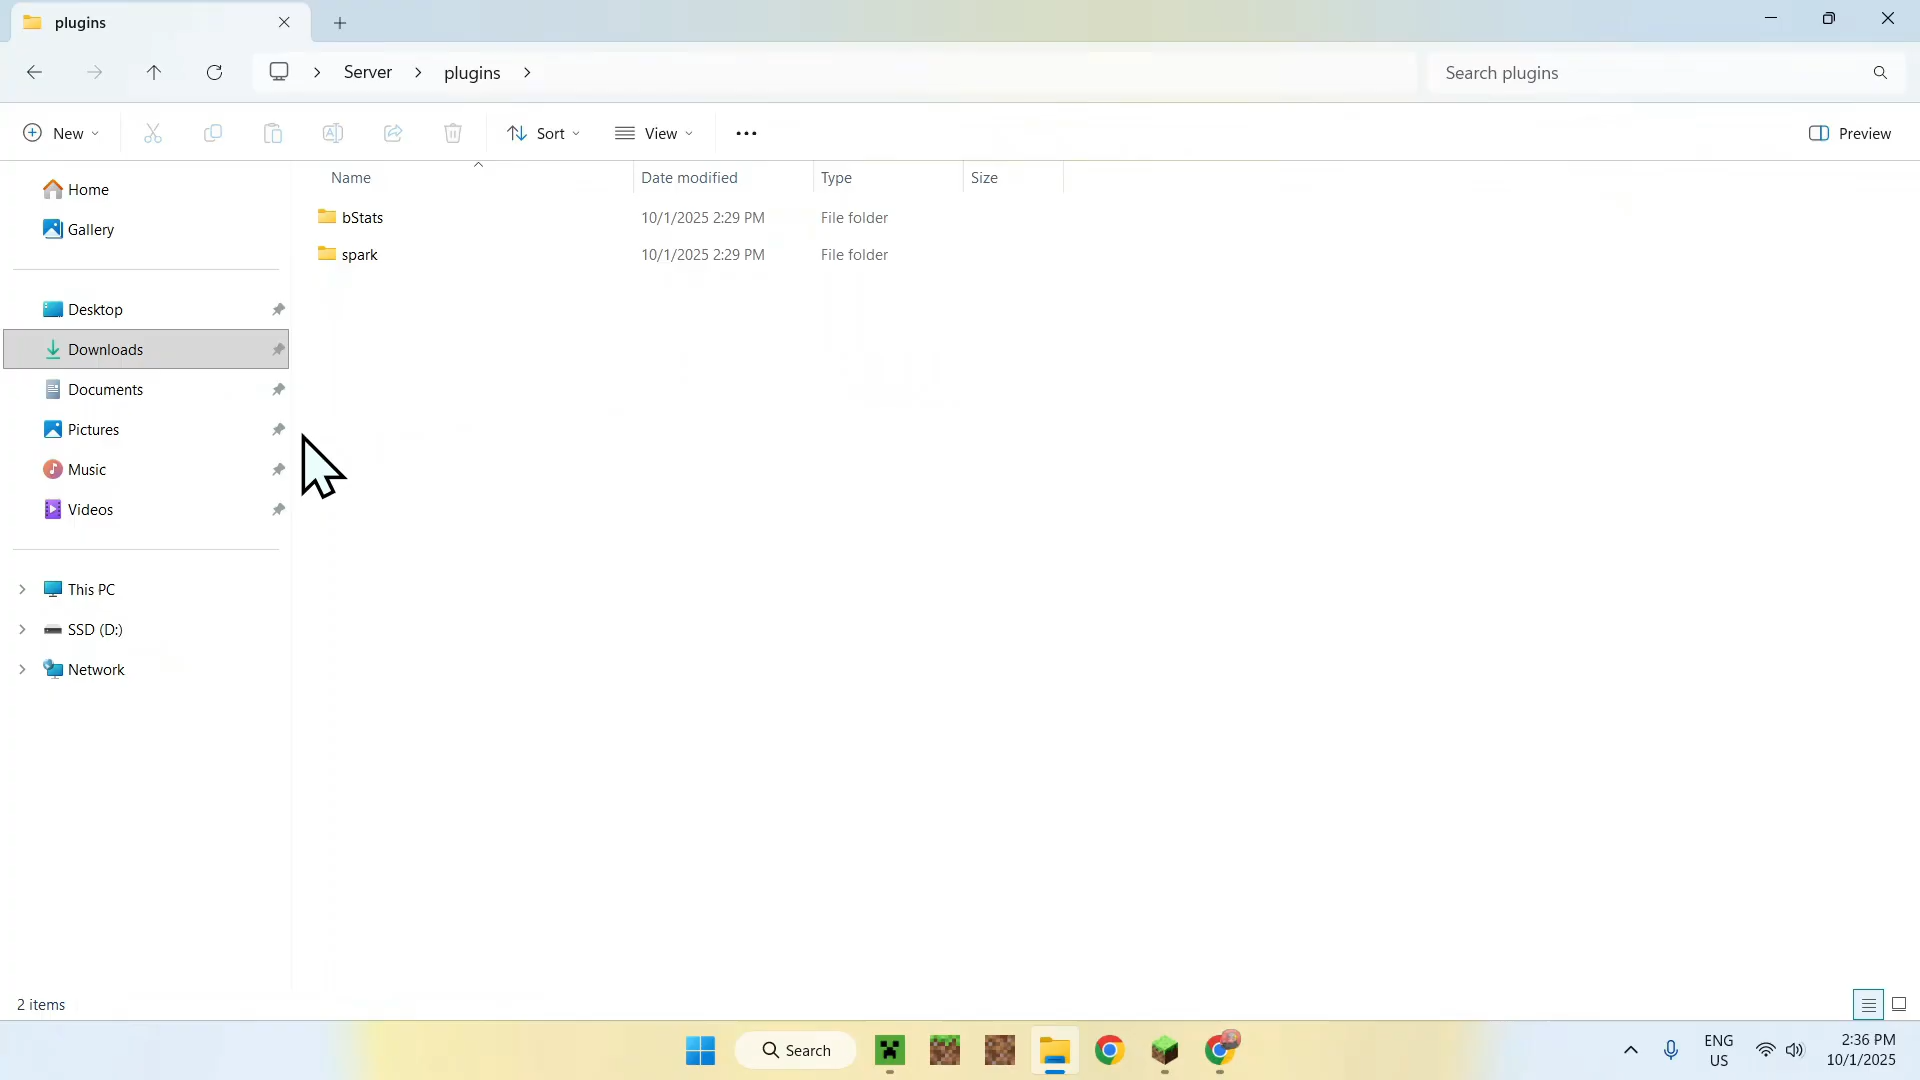 plugins
Server
plugins
Search plugins
New
Sort
View
Preview
Name Date modified Type Size
bStats 10/1/2025 2:29 PM File folder
spark 10/1/2025 2:29 PM File folder
Home
Gallery
Desktop
Downloads
Documents
Pictures
Music
Videos
This PC
SSD (D:)
Network
2 items
Search
ENG
US
2:36 PM
10/1/2025